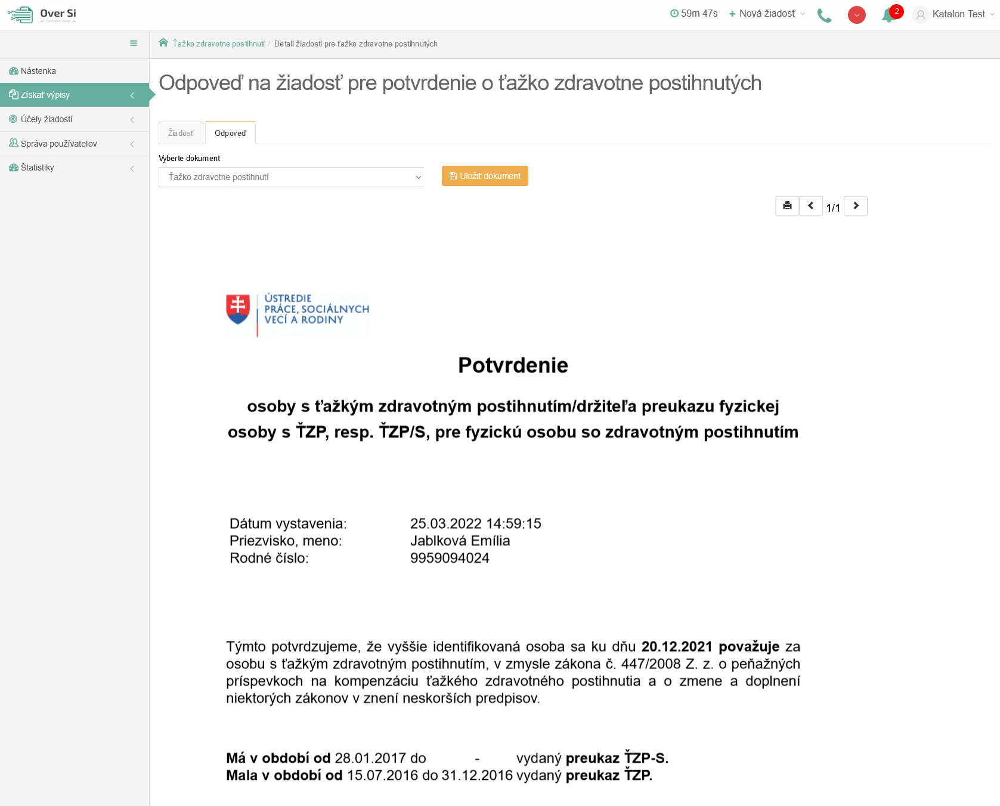 Over Si
Centrálne údaje
59m 47s
Nová žiadosť
2
Katalon Test
Ťažko zdravotne postihnutí / Detail žiadosti pre ťažko zdravotne postihnutých
Nástenka
Získať výpisy
Účely žiadostí
Správa používateľov
Štatistiky
Odpoveď na žiadosť pre potvrdenie o ťažko zdravotne postihnutých
Žiadosť
Odpoveď
Vyberte dokument
Ťažko zdravotne postihnutí
Uložiť dokument
1/1
ÚSTREDIE
PRÁCE, SOCIÁLNYCH
VECÍ A RODINY
Potvrdenie
osoby s ťažkým zdravotným postihnutím/držiteľa preukazu fyzickej
osoby s ŤZP, resp. ŤZP/S, pre fyzickú osobu so zdravotným postihnutím
Dátum vystavenia: 25.03.2022 14:59:15
Priezvisko, meno: Jablková Emília
Rodné číslo: 9959094024
Týmto potvrdzujeme, že vyššie identifikovaná osoba sa ku dňu 20.12.2021 považuje za
osobu s ťažkým zdravotným postihnutím, v zmysle zákona č. 447/2008 Z. z. o peňažných
príspevkoch na kompenzáciu ťažkého zdravotného postihnutia a o zmene a doplnení
niektorých zákonov v znení neskorších predpisov.
Má v období od 28.01.2017 do - vydaný preukaz ŤZP-S.
Mala v období od 15.07.2016 do 31.12.2016 vydaný preukaz ŤZP.